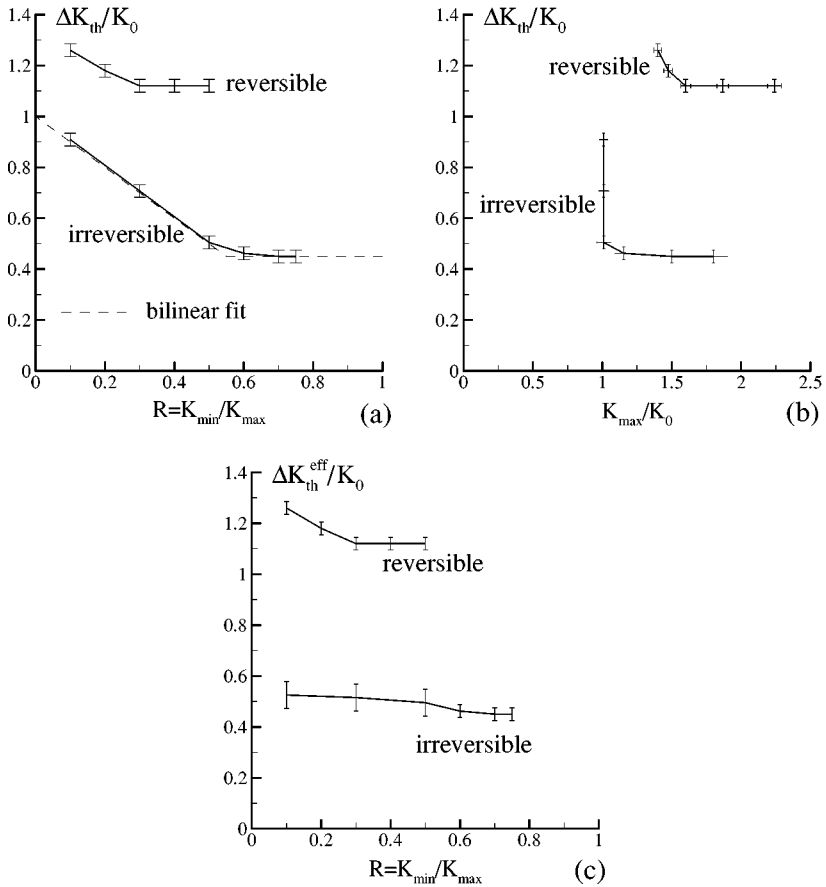 ΔK_th/K_0
1.4
1.2
1
0.8
0.6
0.4
0.2
0
reversible
irreversible
bilinear fit
0 0.2 0.4 0.6 0.8 1
R=K_min/K_max
(a)
ΔK_th/K_0
1.4
1.2
1
0.8
0.6
0.4
0.2
0
reversible
irreversible
0 0.5 1 1.5 2 2.5
K_max/K_0
(b)
ΔK_th^eff/K_0
1.4
1.2
1
0.8
0.6
0.4
0.2
0
reversible
irreversible
0 0.2 0.4 0.6 0.8 1
R=K_min/K_max
(c)